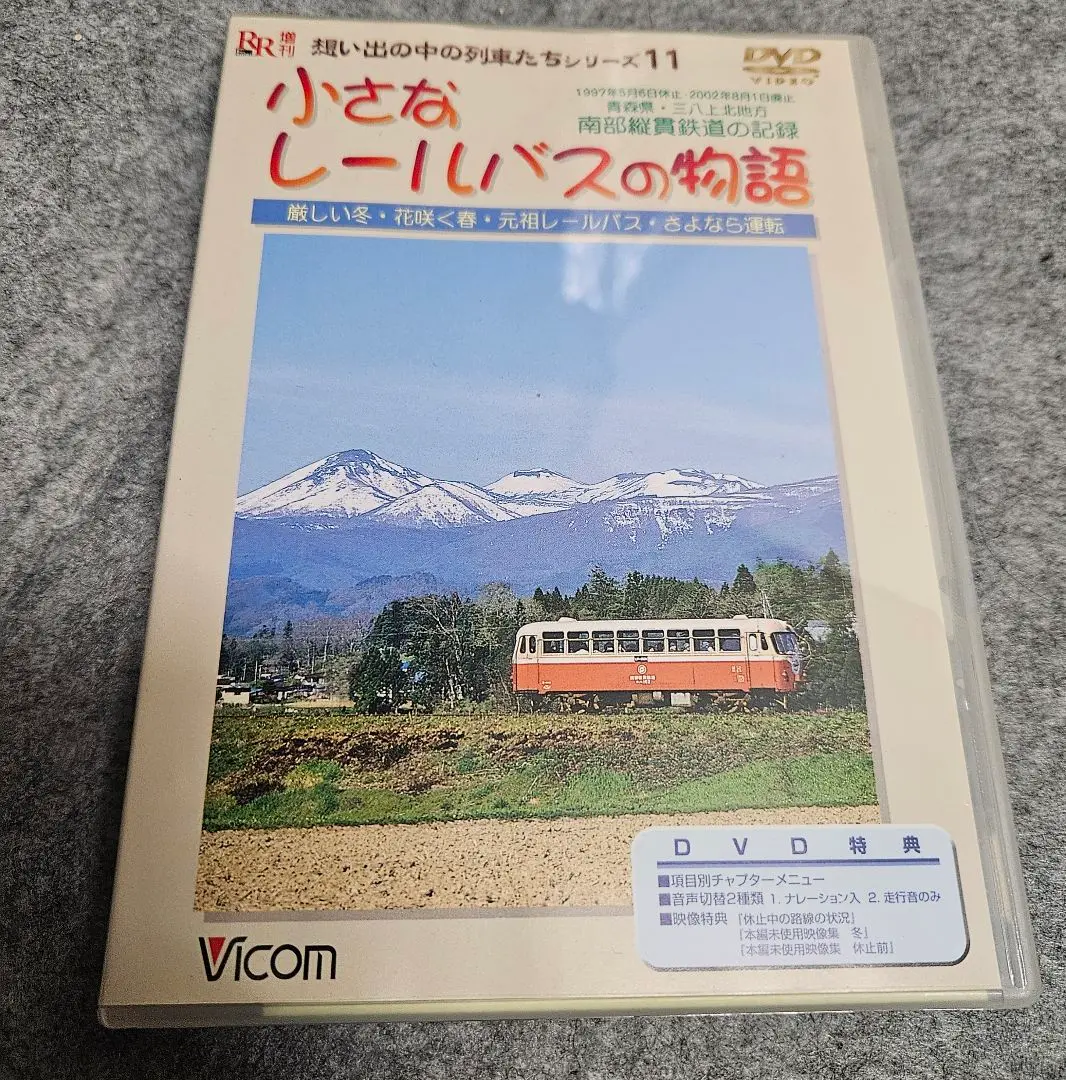 RR 増刊 想い出の中の列車たちシリーズ11
DVD
VIDEO
小さな
レールバスの物語
1997年5月6日休止・2002年8月1日廃止
青森県・三八上北地方
南部縦貫鉄道の記録
厳しい冬・花咲く春・元祖レールバス・さよなら運転
DVD特典
■項目別チャプターメニュー
■音声切替2種類 1. ナレーション入 2. 走行音のみ
■映像特典 『休止中の路線の状況』
『本編未使用映像集 冬』
『本編未使用映像集 休止前』
Vicom